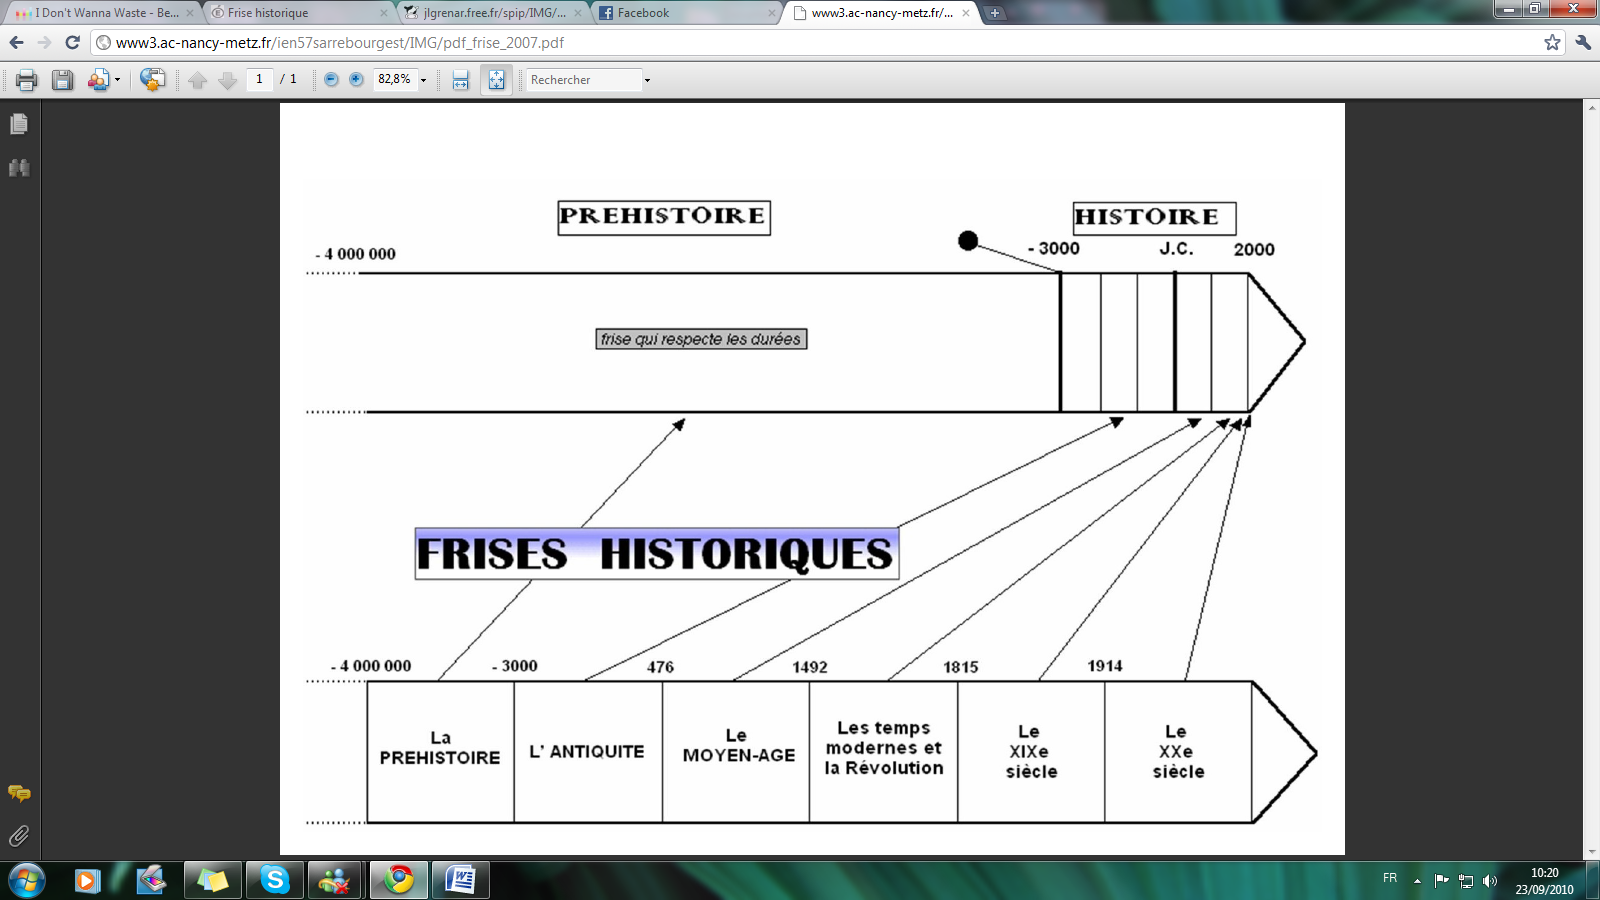 I Don't Wanna Waste - Be...
Frise historique
jlgrenar.free.fr/spip/IMG/...
Facebook
www3.ac-nancy-metz.fr/...
www3.ac-nancy-metz.fr/ien57sarrebourgest/IMG/pdf_frise_2007.pdf
1 / 1
82,8%
Rechercher
PREHISTOIRE
HISTOIRE
- 4 000 000
- 3000
J.C.
2000
frise qui respecte les durées
FRISES HISTORIQUES
- 4 000 000
- 3000
476
1492
1815
1914
La
PREHISTOIRE
L' ANTIQUITE
Le
MOYEN-AGE
Les temps
modernes et
la Révolution
Le
XIXe
siècle
Le
XXe
siècle
FR
10:20
23/09/2010